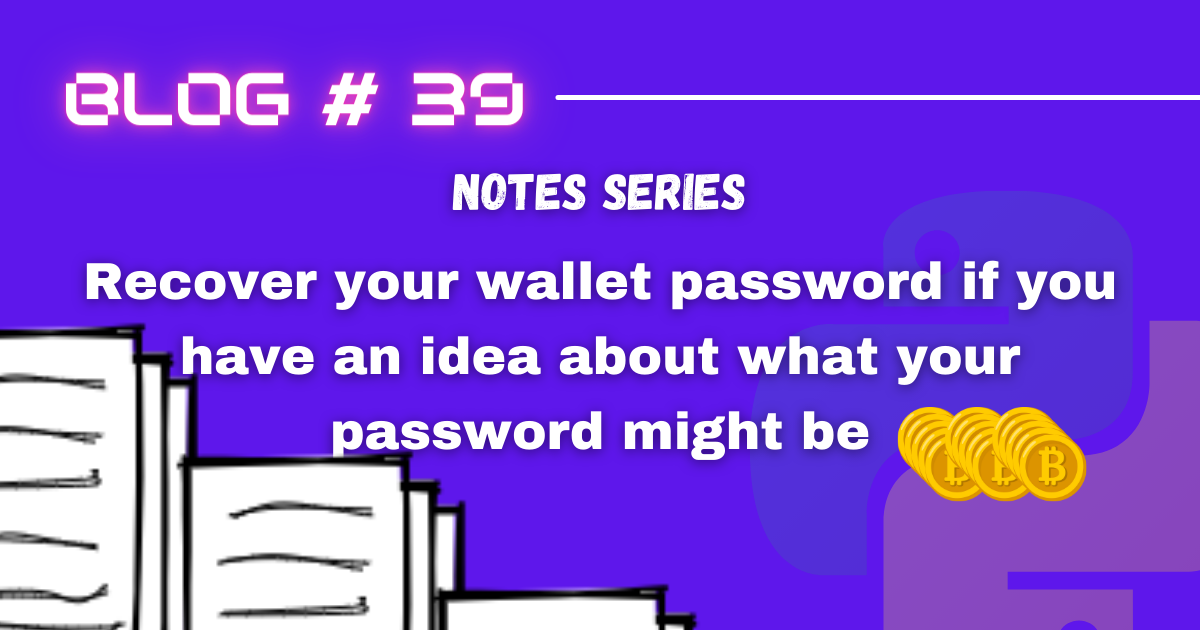 BLOG # 39
NOTES SERIES
Recover your wallet password if you
have an idea about what your
password might be